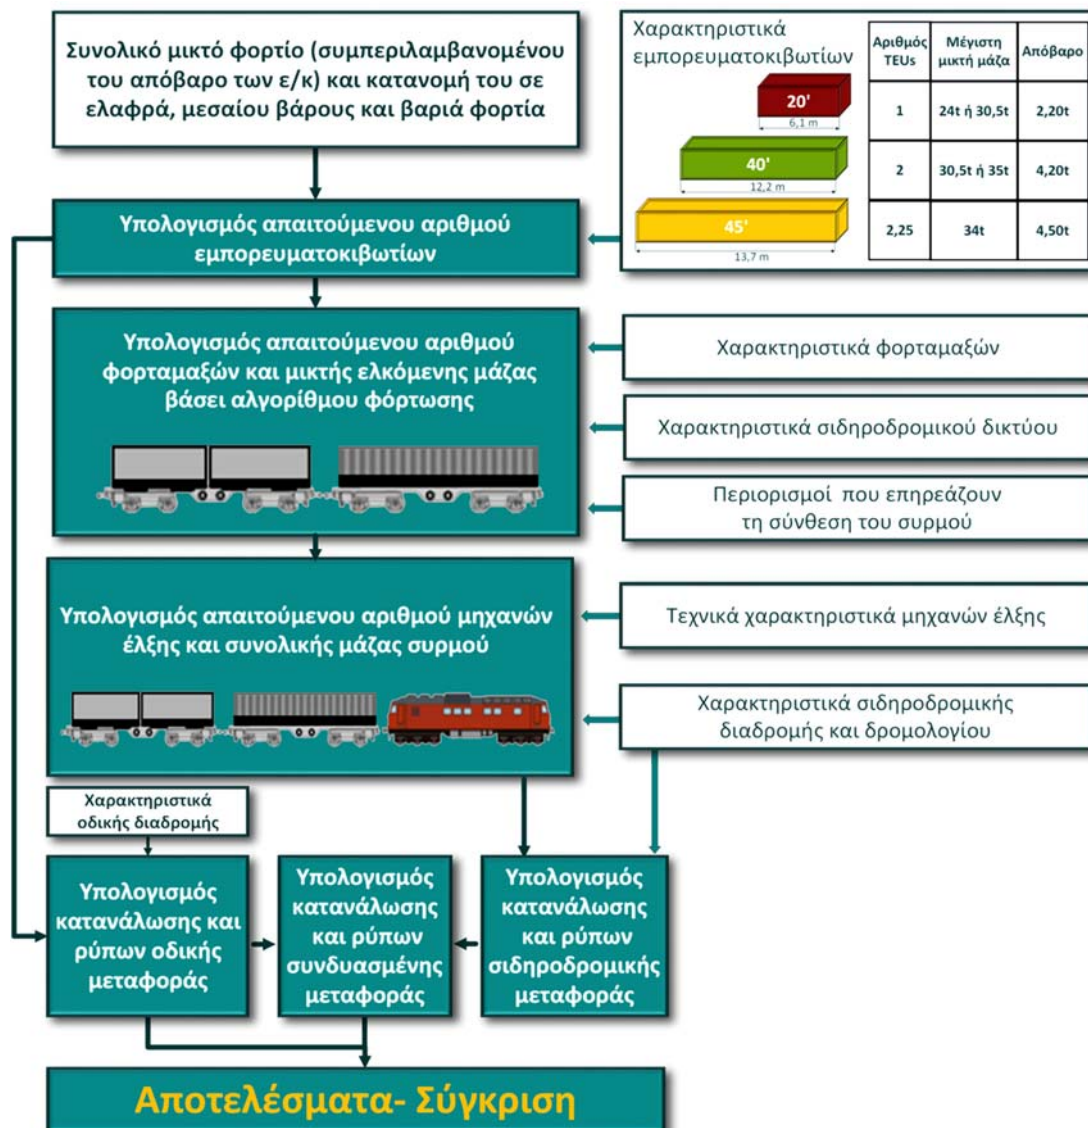 Συνολικό μικτό φορτίο (συμπεριλαμβανομένου
του απόβαρο των ε/κ) και κατανομή του σε
ελαφρά, μεσαίου βάρους και βαριά φορτία
Χαρακτηριστικά
εμπορευματοκιβωτίων
20'
6,1 m
40'
12,2 m
45'
13,7 m
Αριθμός TEUs | Μέγιστη μικτή μάζα | Απόβαρο
1 | 24t ή 30,5t | 2,20t
2 | 30,5t ή 35t | 4,20t
2,25 | 34t | 4,50t
Υπολογισμός απαιτούμενου αριθμού
εμπορευματοκιβωτίων
Υπολογισμός απαιτούμενου αριθμού
φορταμαξών και μικτής ελκόμενης μάζας
βάσει αλγορίθμου φόρτωσης
Χαρακτηριστικά φορταμαξών
Χαρακτηριστικά σιδηροδρομικού δικτύου
Περιορισμοί που επηρεάζουν
τη σύνθεση του συρμού
Υπολογισμός απαιτούμενου αριθμού μηχανών
έλξης και συνολικής μάζας συρμού
Τεχνικά χαρακτηριστικά μηχανών έλξης
Χαρακτηριστικά σιδηροδρομικής
διαδρομής και δρομολογίου
Χαρακτηριστικά
οδικής διαδρομής
Υπολογισμός
κατανάλωσης και
ρύπων οδικής
μεταφοράς
Υπολογισμός
κατανάλωσης
και ρύπων
συνδυασμένης
μεταφοράς
Υπολογισμός
κατανάλωσης
και ρύπων
σιδηροδρομικής
μεταφοράς
Αποτελέσματα- Σύγκριση